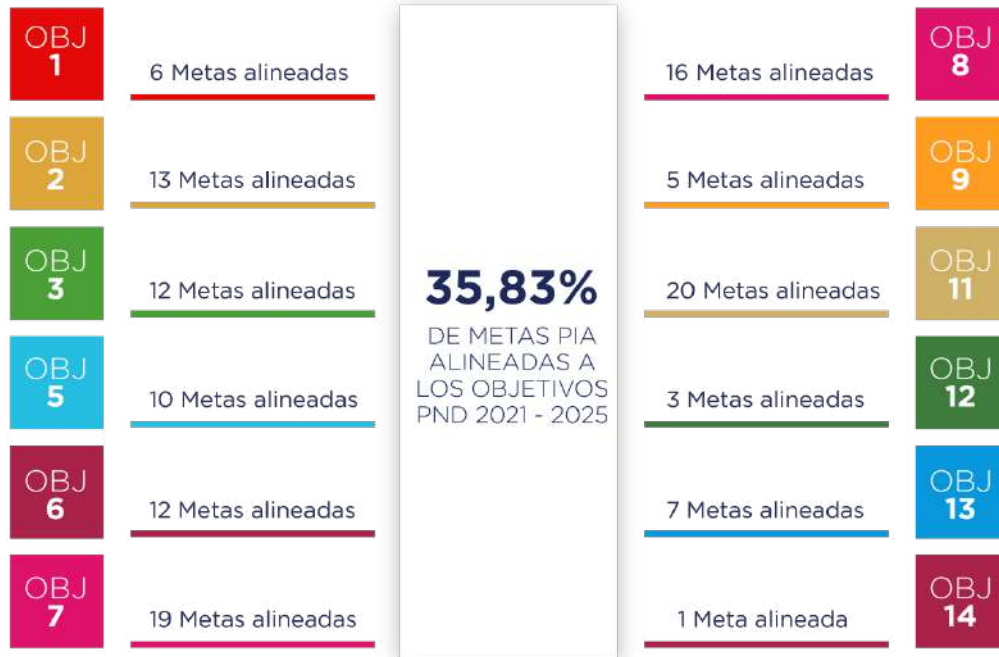 OBJ
1
6 Metas alineadas
OBJ
2
13 Metas alineadas
OBJ
3
12 Metas alineadas
OBJ
5
10 Metas alineadas
OBJ
6
12 Metas alineadas
OBJ
7
19 Metas alineadas
35,83%
DE METAS PIA
ALINEADAS A
LOS OBJETIVOS
PND 2021 - 2025
16 Metas alineadas
OBJ
8
5 Metas alineadas
OBJ
9
20 Metas alineadas
OBJ
11
3 Metas alineadas
OBJ
12
7 Metas alineadas
OBJ
13
1 Meta alineada
OBJ
14